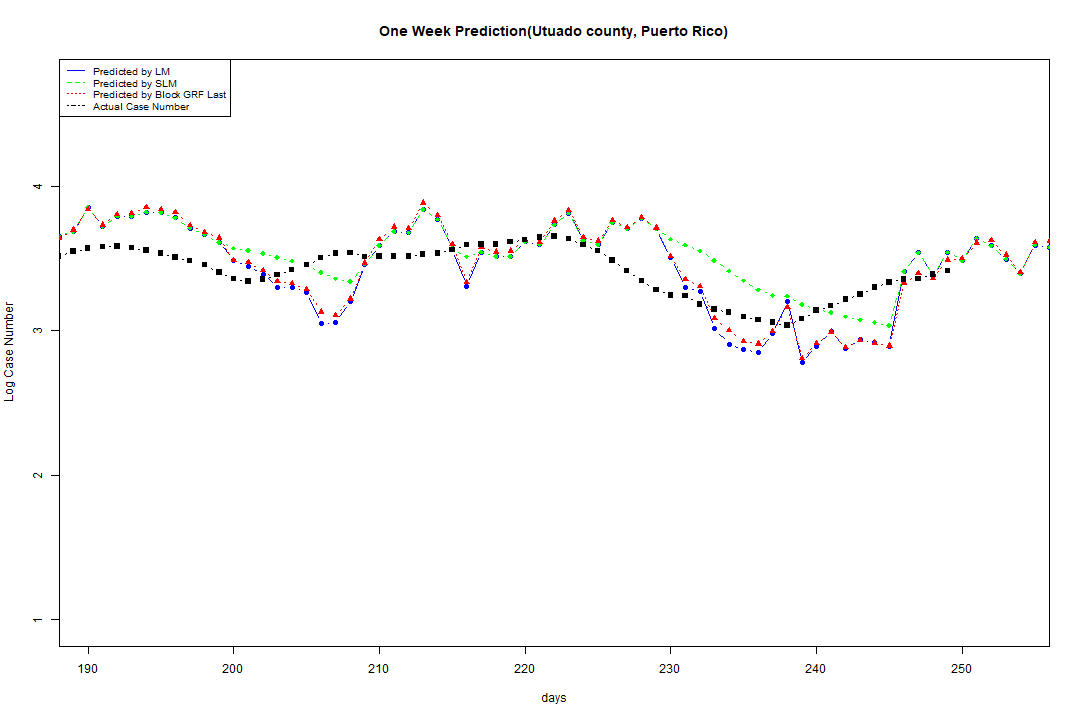 One Week Prediction(Utuado county, Puerto Rico)
Predicted by LM
Predicted by SLM
Predicted by Block GRF Last
Actual Case Number
4
3
2
1
Log Case Number
190 200 210 220 230 240 250
days